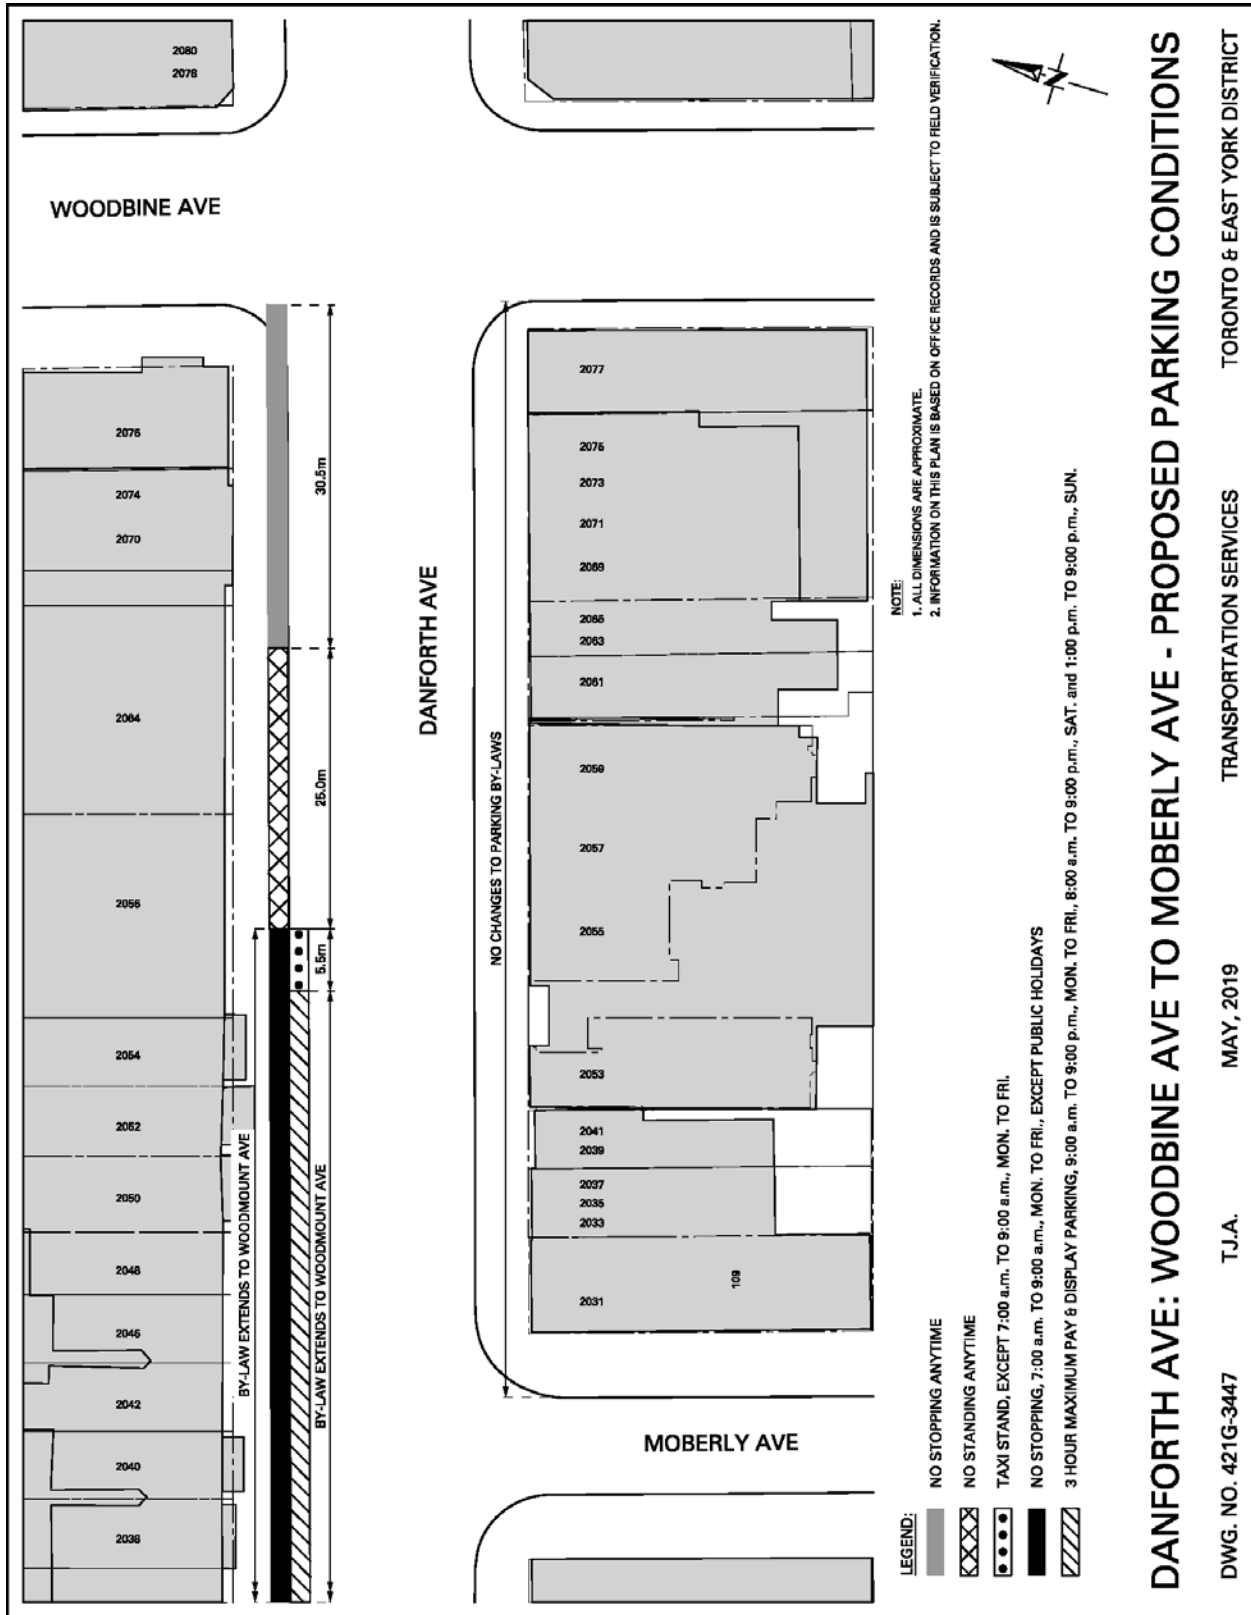 2080
2078
WOODBINE AVE
2076
2074
2070
2064
2056
2054
2052
2050
2048
2046
2042
2040
2038
30.5m
25.0m
5.5m
BY-LAW EXTENDS TO WOODMOUNT AVE
BY-LAW EXTENDS TO WOODMOUNT AVE
DANFORTH AVE
NO CHANGES TO PARKING BY-LAWS
2077
2075
2073
2071
2069
2065
2063
2061
2059
2057
2055
2053
2041
2039
2037
2035
2033
2031
109
MOBERLY AVE
NOTE:
1. ALL DIMENSIONS ARE APPROXIMATE.
2. INFORMATION ON THIS PLAN IS BASED ON OFFICE RECORDS AND IS SUBJECT TO FIELD VERIFICATION.
N
LEGEND:
NO STOPPING ANYTIME
NO STANDING ANYTIME
TAXI STAND, EXCEPT 7:00 a.m. TO 9:00 a.m., MON. TO FRI.
NO STOPPING, 7:00 a.m. TO 9:00 a.m., MON. TO FRI., EXCEPT PUBLIC HOLIDAYS
3 HOUR MAXIMUM PAY & DISPLAY PARKING, 9:00 a.m. TO 9:00 p.m., MON. TO FRI., 8:00 a.m. TO 9:00 p.m., SAT. and 1:00 p.m. TO 9:00 p.m., SUN.
DANFORTH AVE: WOODBINE AVE TO MOBERLY AVE - PROPOSED PARKING CONDITIONS
DWG. NO. 421G-3447 T.J.A. MAY, 2019 TRANSPORTATION SERVICES TORONTO & EAST YORK DISTRICT